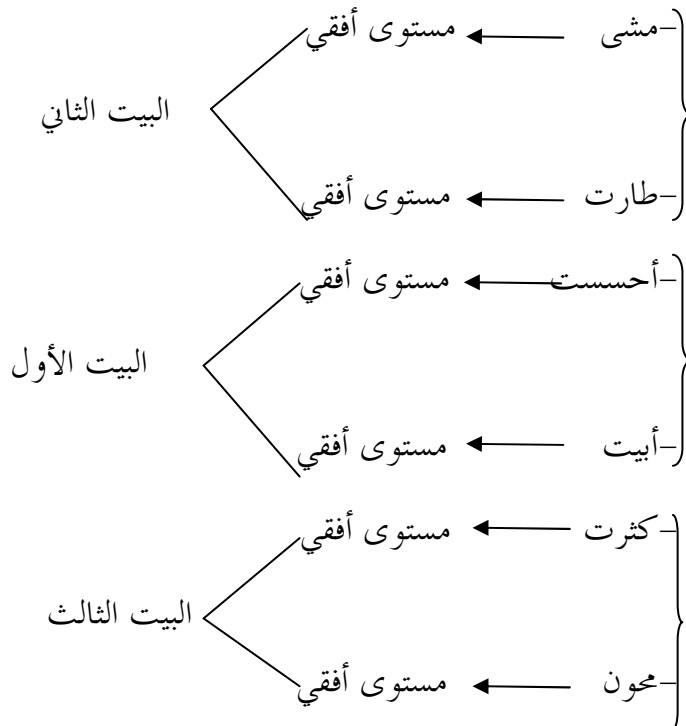 -مشى مستوى أفقي
البيت الثاني
-طارت مستوى أفقي
-أحسست مستوى أفقي
البيت الأول
-أبيت مستوى أفقي
-كثرت مستوى أفقي
البيت الثالث
-محون مستوى أفقي